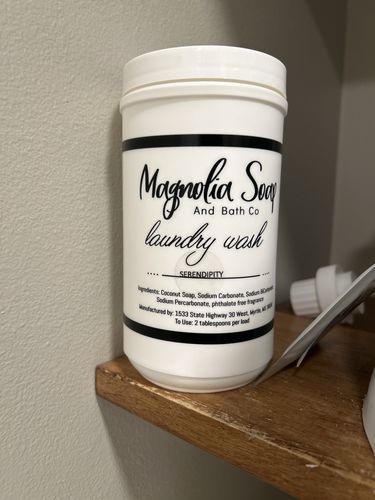 Magnolia Soap
And Bath Co
laundry wash
SERENDIPITY
Ingredients: Coconut Soap, Sodium Carbonate, Sodium BiCarbonate,
Sodium Percarbonate, phthalate free fragrance
Manufactured by: 1533 State Highway 30 West, Myrtle, MS
To Use: 2 tablespoons per load